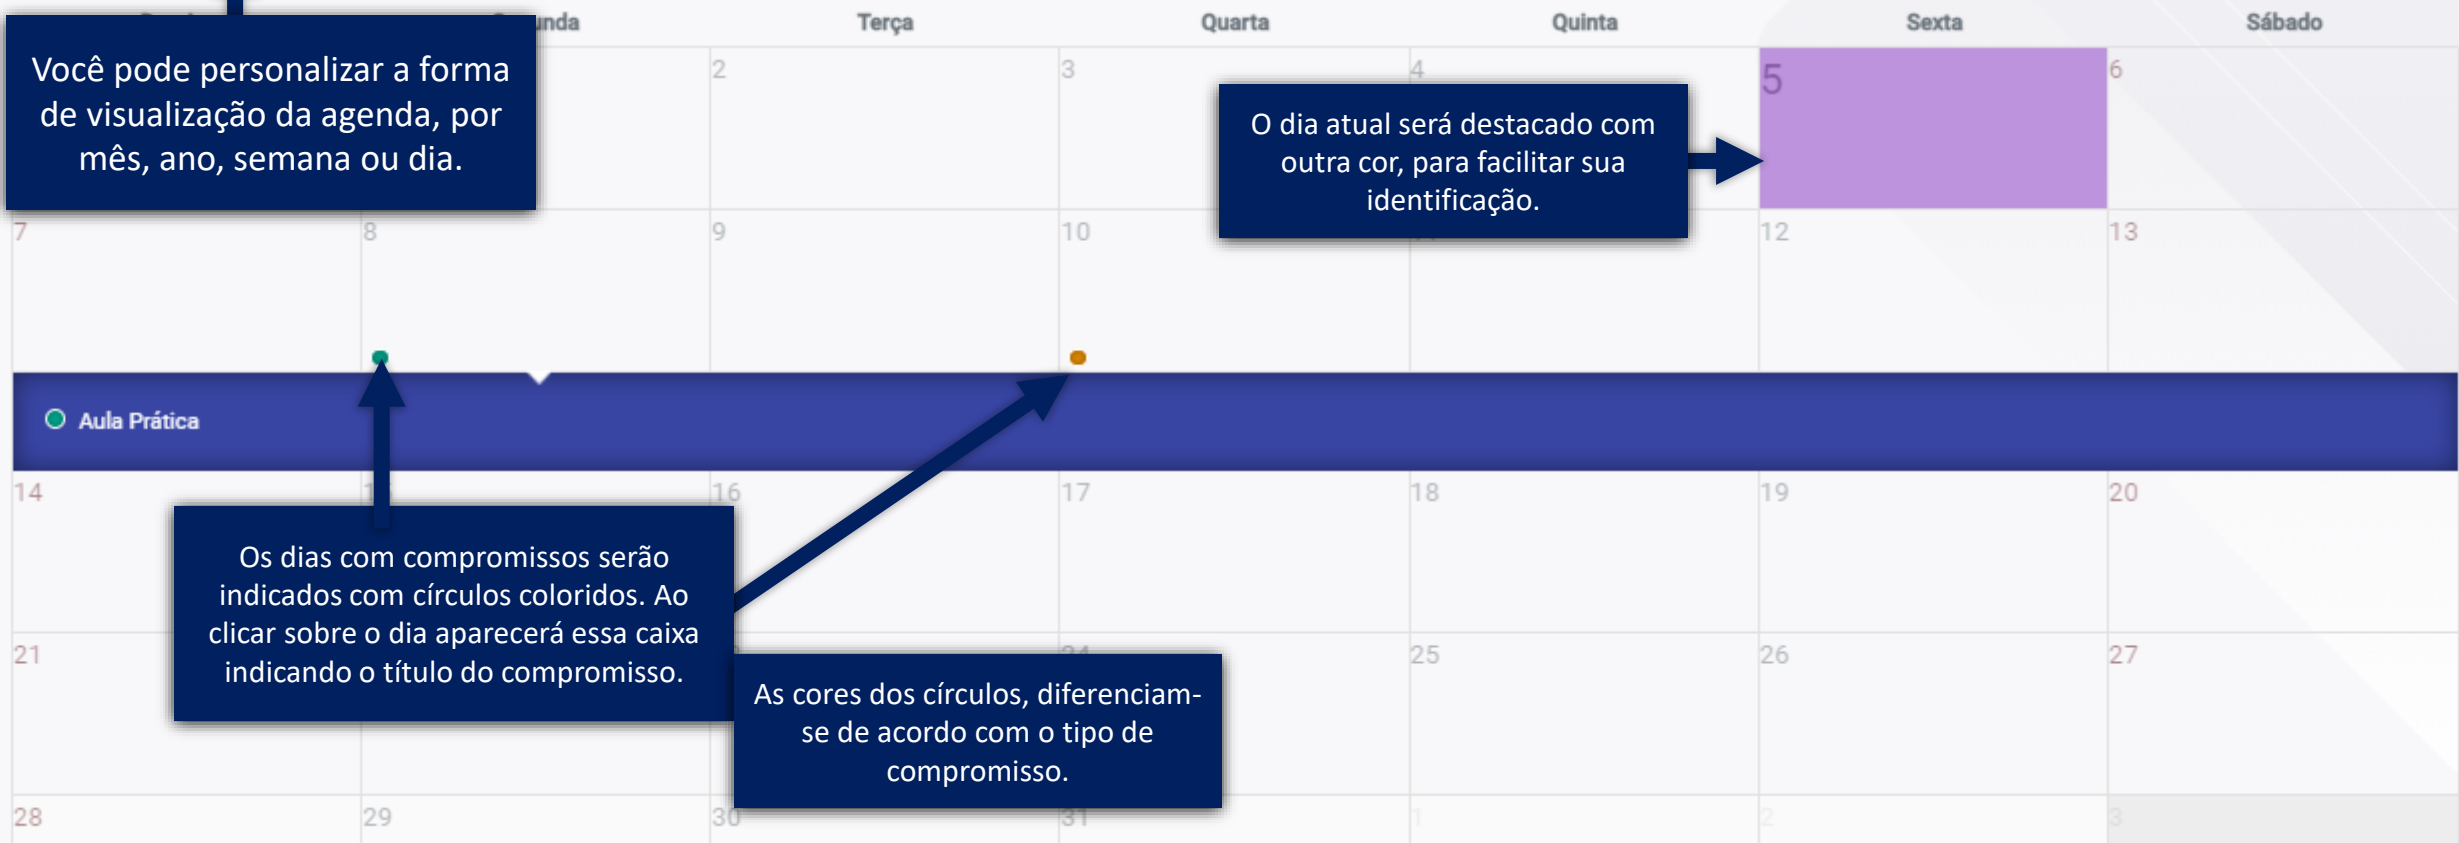 Terça
Quarta
Quinta
Sexta
Sábado
Você pode personalizar a forma
de visualização da agenda, por
mês, ano, semana ou dia.
2
3
4
5
6
O dia atual será destacado com
outra cor, para facilitar sua
identificação.
7
8
9
10
12
13
Aula Prática
14
16
17
18
19
20
Os dias com compromissos serão
indicados com círculos coloridos. Ao
clicar sobre o dia aparecerá essa caixa
indicando o título do compromisso.
21
24
25
26
27
As cores dos círculos, diferenciam-
se de acordo com o tipo de
compromisso.
28
29
30
31
1
2
3